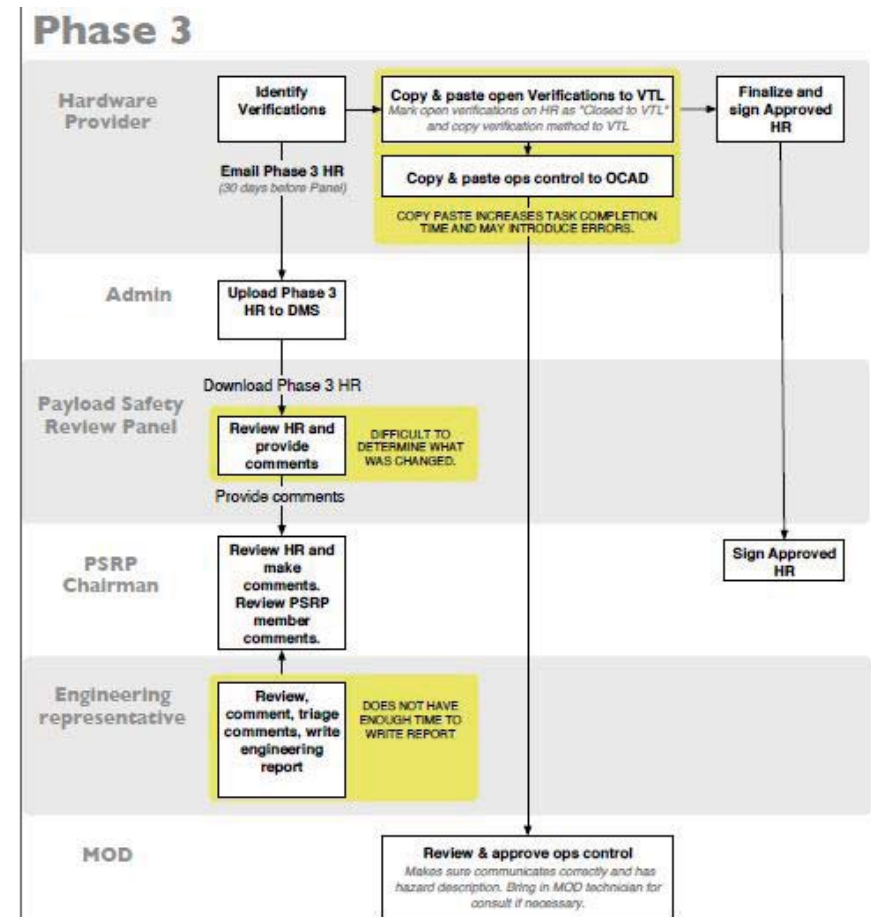 Phase 3
Hardware
Provider
Identify
Verifications
Copy & paste open Verifications to VTL
Mark open verifications on HR as "Closed to VTL"
and copy verification method to VTL
Finalize and
sign Approved
HR
Email Phase 3 HR
(30 days before Panel)
Copy & paste ops control to OCAD
COPY PASTE INCREASES TASK COMPLETION
TIME AND MAY INTRODUCE ERRORS.
Admin
Upload Phase 3
HR to DMS
Download Phase 3 HR
Payload Safety
Review Panel
Review HR and
provide
comments
DIFFICULT TO
DETERMINE WHAT
WAS CHANGED.
Provide comments
PSRP
Chairman
Review HR and
make
comments.
Review PSRP
member
comments.
Sign Approved
HR
Engineering
representative
Review,
comment, triage
comments, write
engineering
report
DOES NOT HAVE
ENOUGH TIME TO
WRITE REPORT
MOD
Review & approve ops control
Makes sure communicates correctly and has
hazard description. Bring in MOD technician for
consult if necessary.